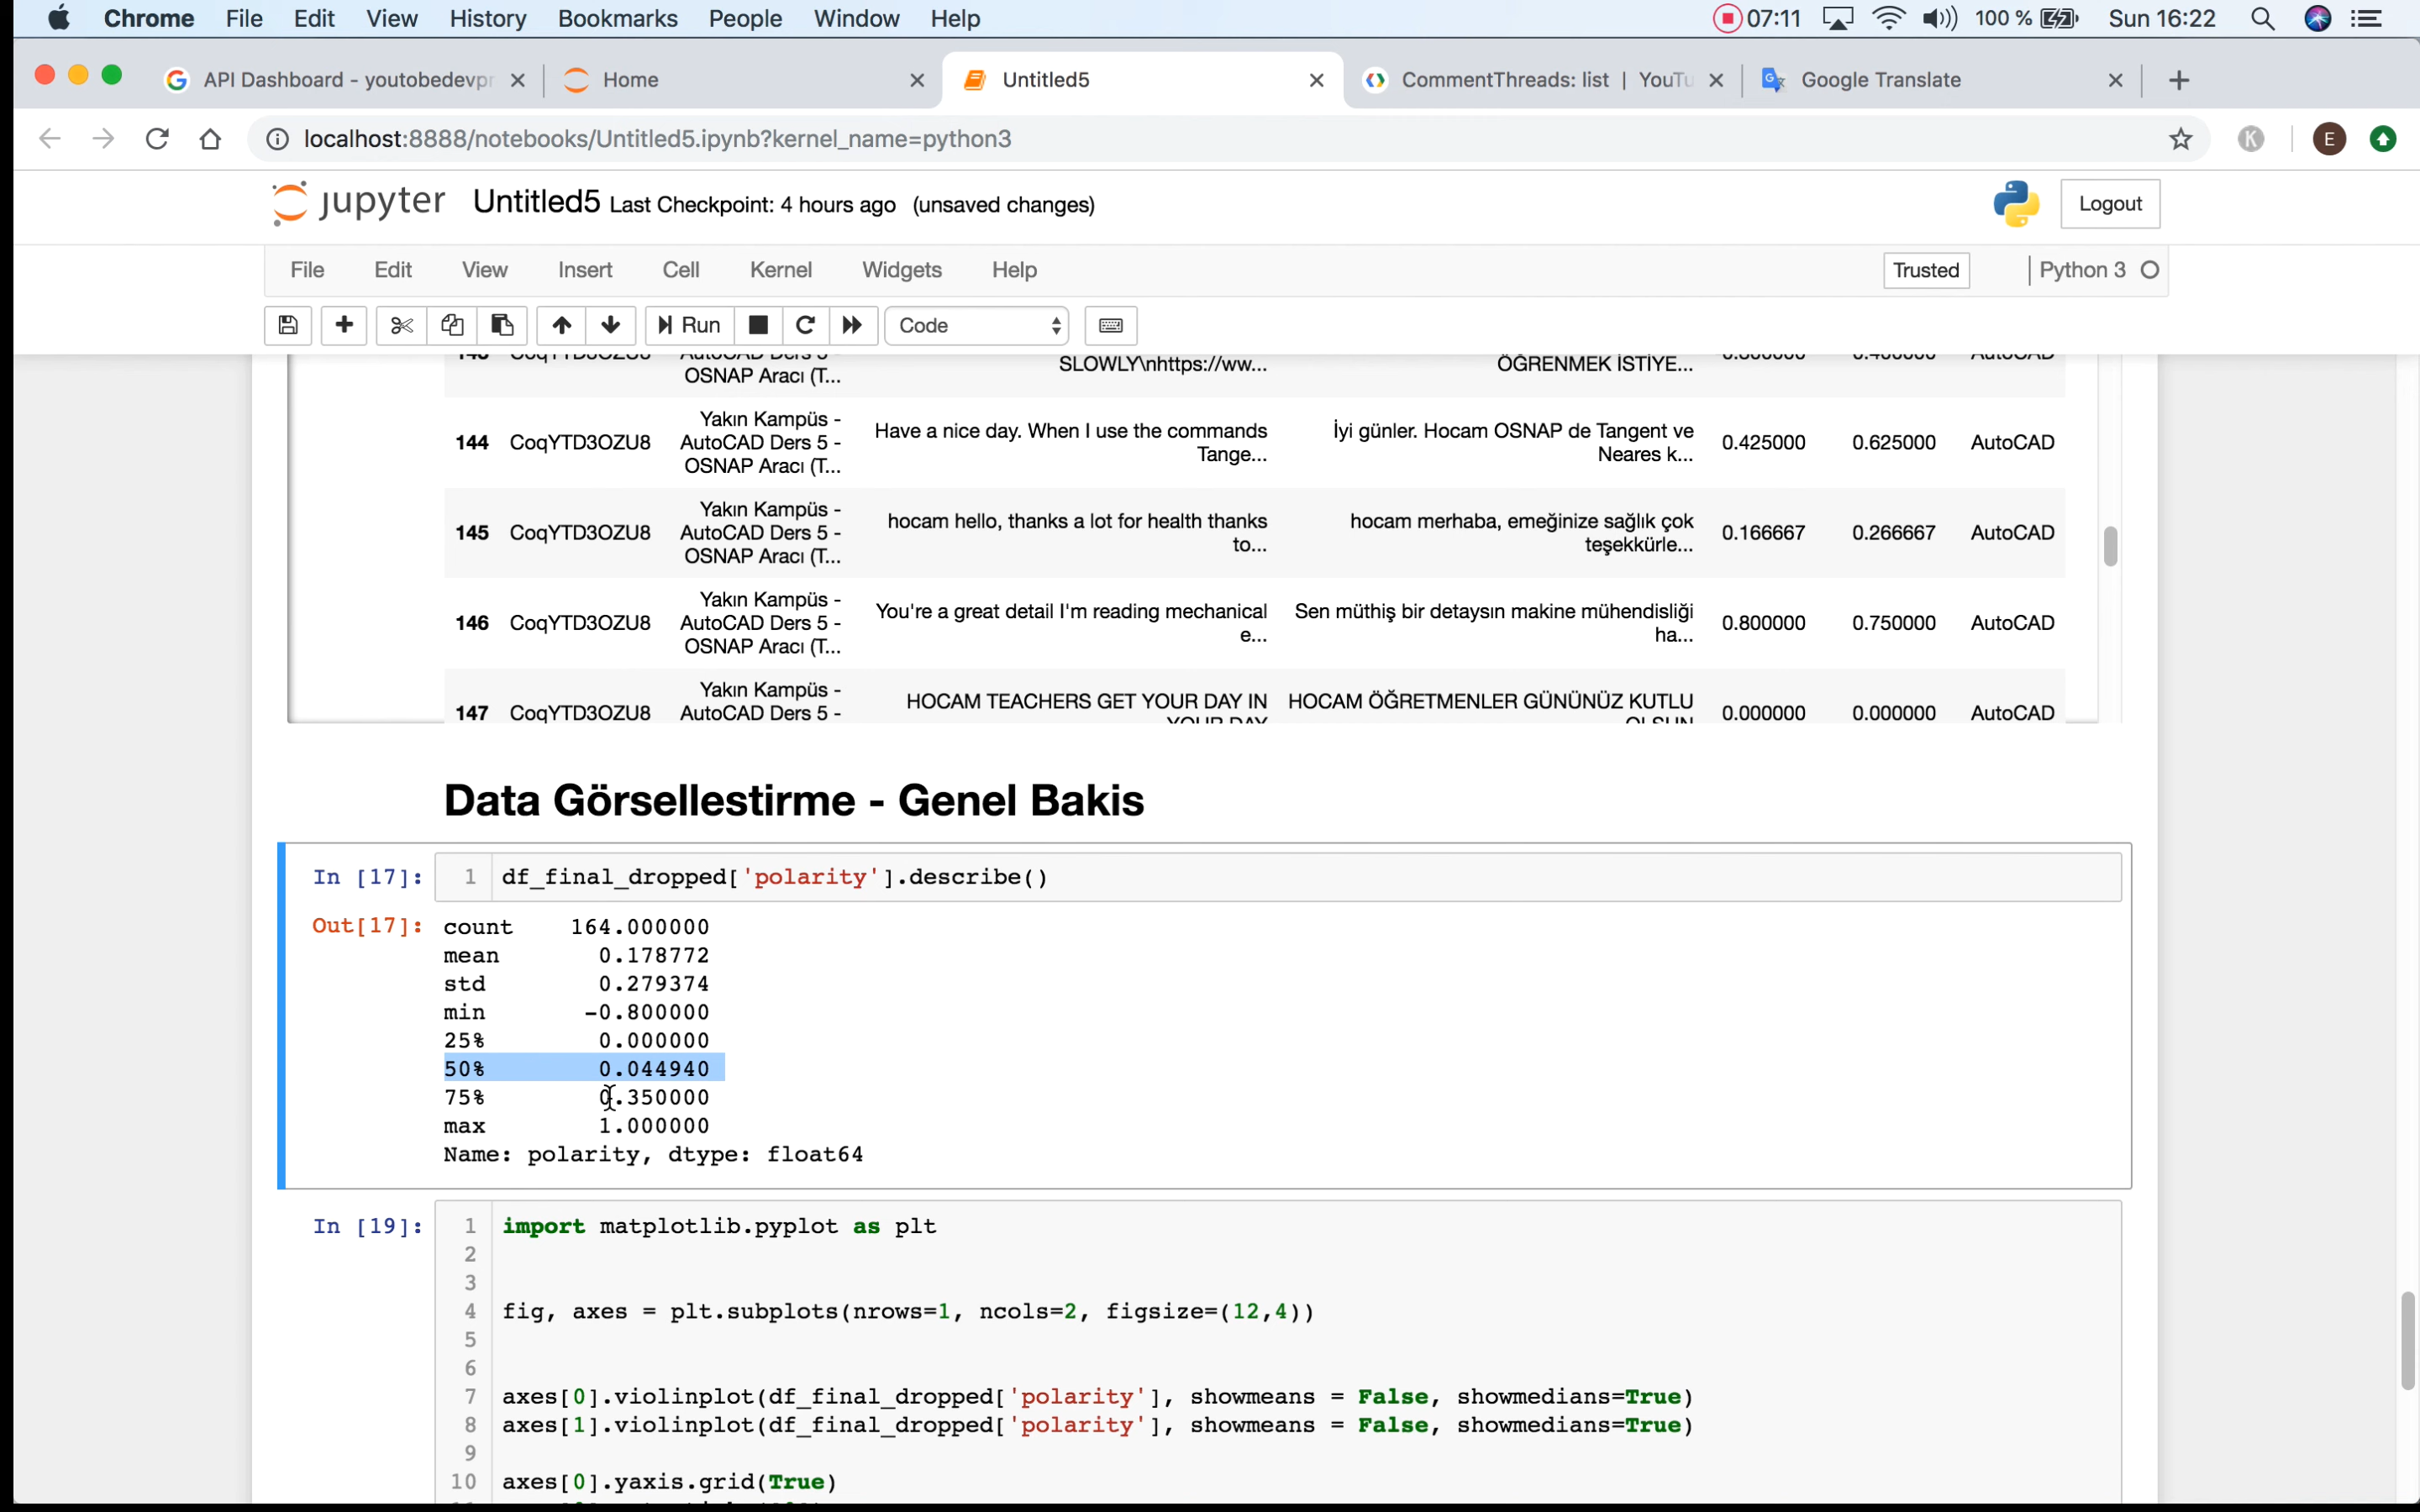 Chrome File Edit View History Bookmarks People Window Help 07:11 100 % Sun 16:22
API Dashboard - youtobedevpr Home Untitled5 CommentThreads: list | YouTu Google Translate
localhost:8888/notebooks/Untitled5.ipynb?kernel_name=python3 K E
jupyter Untitled5 Last Checkpoint: 4 hours ago (unsaved changes) Logout
File Edit View Insert Cell Kernel Widgets Help Trusted Python 3
Run Code
OSNAP Aracı (T... SLOWLY\nhttps://ww... ÖĞRENMEK İSTİYE... AutoCAD
Yakın Kampüs -
144 CoqYTD3OZU8 AutoCAD Ders 5 - Have a nice day. When I use the commands İyi günler. Hocam OSNAP de Tangent ve 0.425000 0.625000 AutoCAD
OSNAP Aracı (T... Tange... Neares k...
Yakın Kampüs -
145 CoqYTD3OZU8 AutoCAD Ders 5 - hocam hello, thanks a lot for health thanks hocam merhaba, emeğinize sağlık çok 0.166667 0.266667 AutoCAD
OSNAP Aracı (T... to... teşekkürle...
Yakın Kampüs -
146 CoqYTD3OZU8 AutoCAD Ders 5 - You're a great detail I'm reading mechanical Sen müthiş bir detaysın makine mühendisliği 0.800000 0.750000 AutoCAD
OSNAP Aracı (T... e... ha...
Yakın Kampüs -
147 CoqYTD3OZU8 AutoCAD Ders 5 - HOCAM TEACHERS GET YOUR DAY IN HOCAM ÖĞRETMENLER GÜNÜNÜZ KUTLU 0.000000 0.000000 AutoCAD
YOUR DAY OLSUN
Data Görsellestirme - Genel Bakis
In [17]: 1 df_final_dropped['polarity'].describe()
Out[17]: count 164.000000
mean 0.178772
std 0.279374
min -0.800000
25% 0.000000
50% 0.044940
75% 0.350000
max 1.000000
Name: polarity, dtype: float64
In [19]: 1 import matplotlib.pyplot as plt
2
3
4 fig, axes = plt.subplots(nrows=1, ncols=2, figsize=(12,4))
5
6
7 axes[0].violinplot(df_final_dropped['polarity'], showmeans = False, showmedians=True)
8 axes[1].violinplot(df_final_dropped['polarity'], showmeans = False, showmedians=True)
9
10 axes[0].yaxis.grid(True)